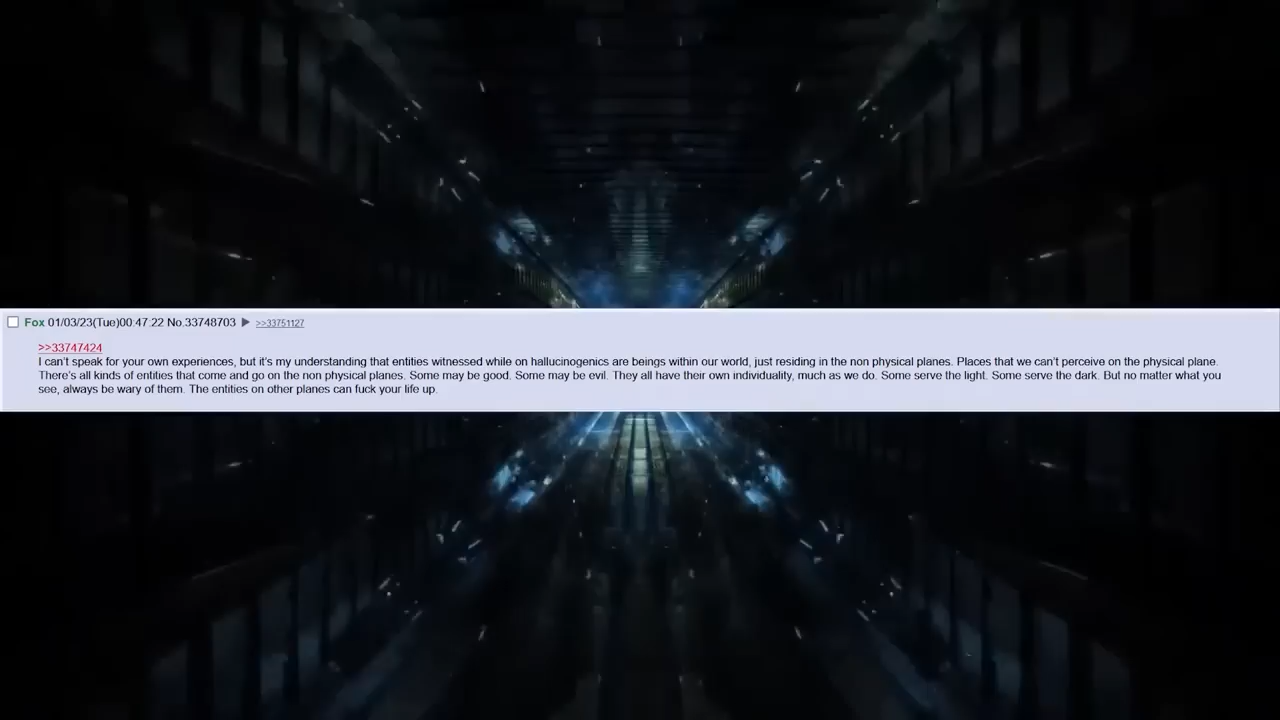 Fox 01/03/23(Tue)00:47:22 No.33748703 ▶ >>33751127
>>33747424
I can't speak for your own experiences, but it's my understanding that entities witnessed while on hallucinogenics are beings within our world, just residing in the non physical planes. Places that we can't perceive on the physical plane.
There's all kinds of entities that come and go on the non physical planes. Some may be good. Some may be evil. They all have their own individuality, much as we do. Some serve the light. Some serve the dark. But no matter what you
see, always be wary of them. The entities on other planes can fuck your life up.